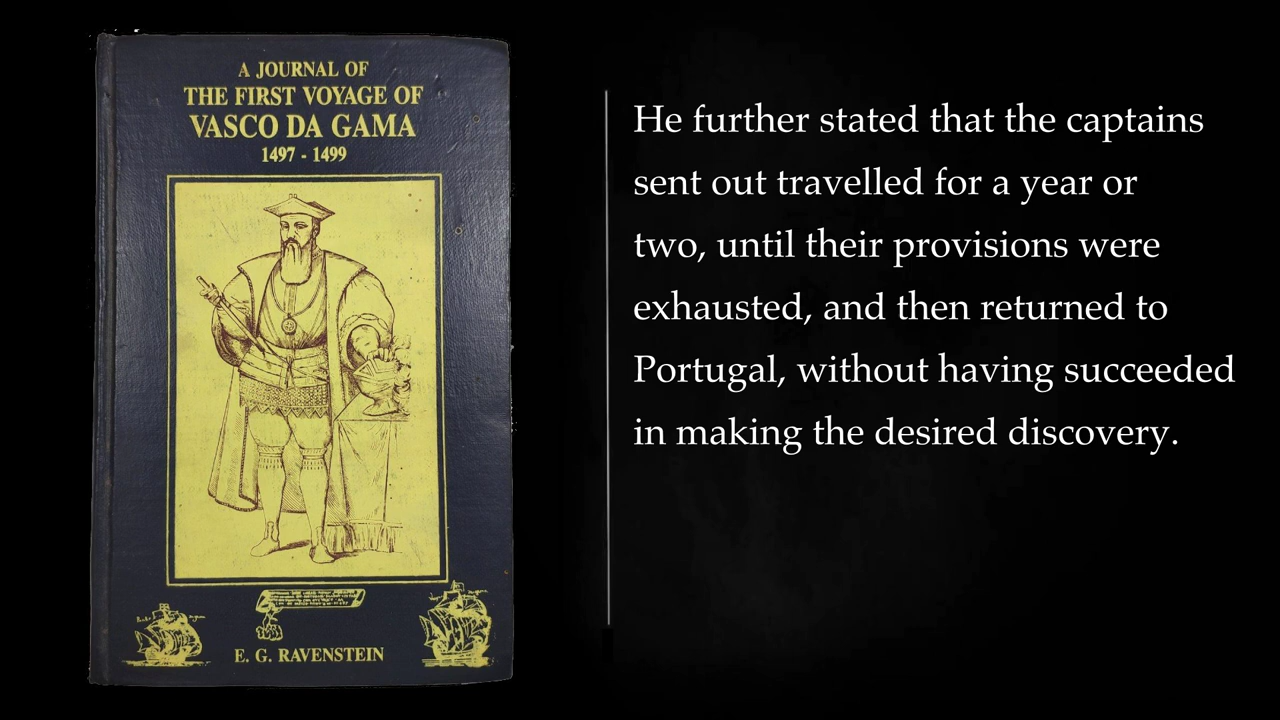 A JOURNAL OF
THE FIRST VOYAGE OF
VASCO DA GAMA
1497 - 1499
E. G. RAVENSTEIN
He further stated that the captains
sent out travelled for a year or
two, until their provisions were
exhausted, and then returned to
Portugal, without having succeeded
in making the desired discovery.